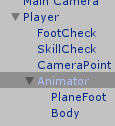 Main Camera
Player
FootCheck
SkillCheck
CameraPoint
Animator
PlaneFoot
Body